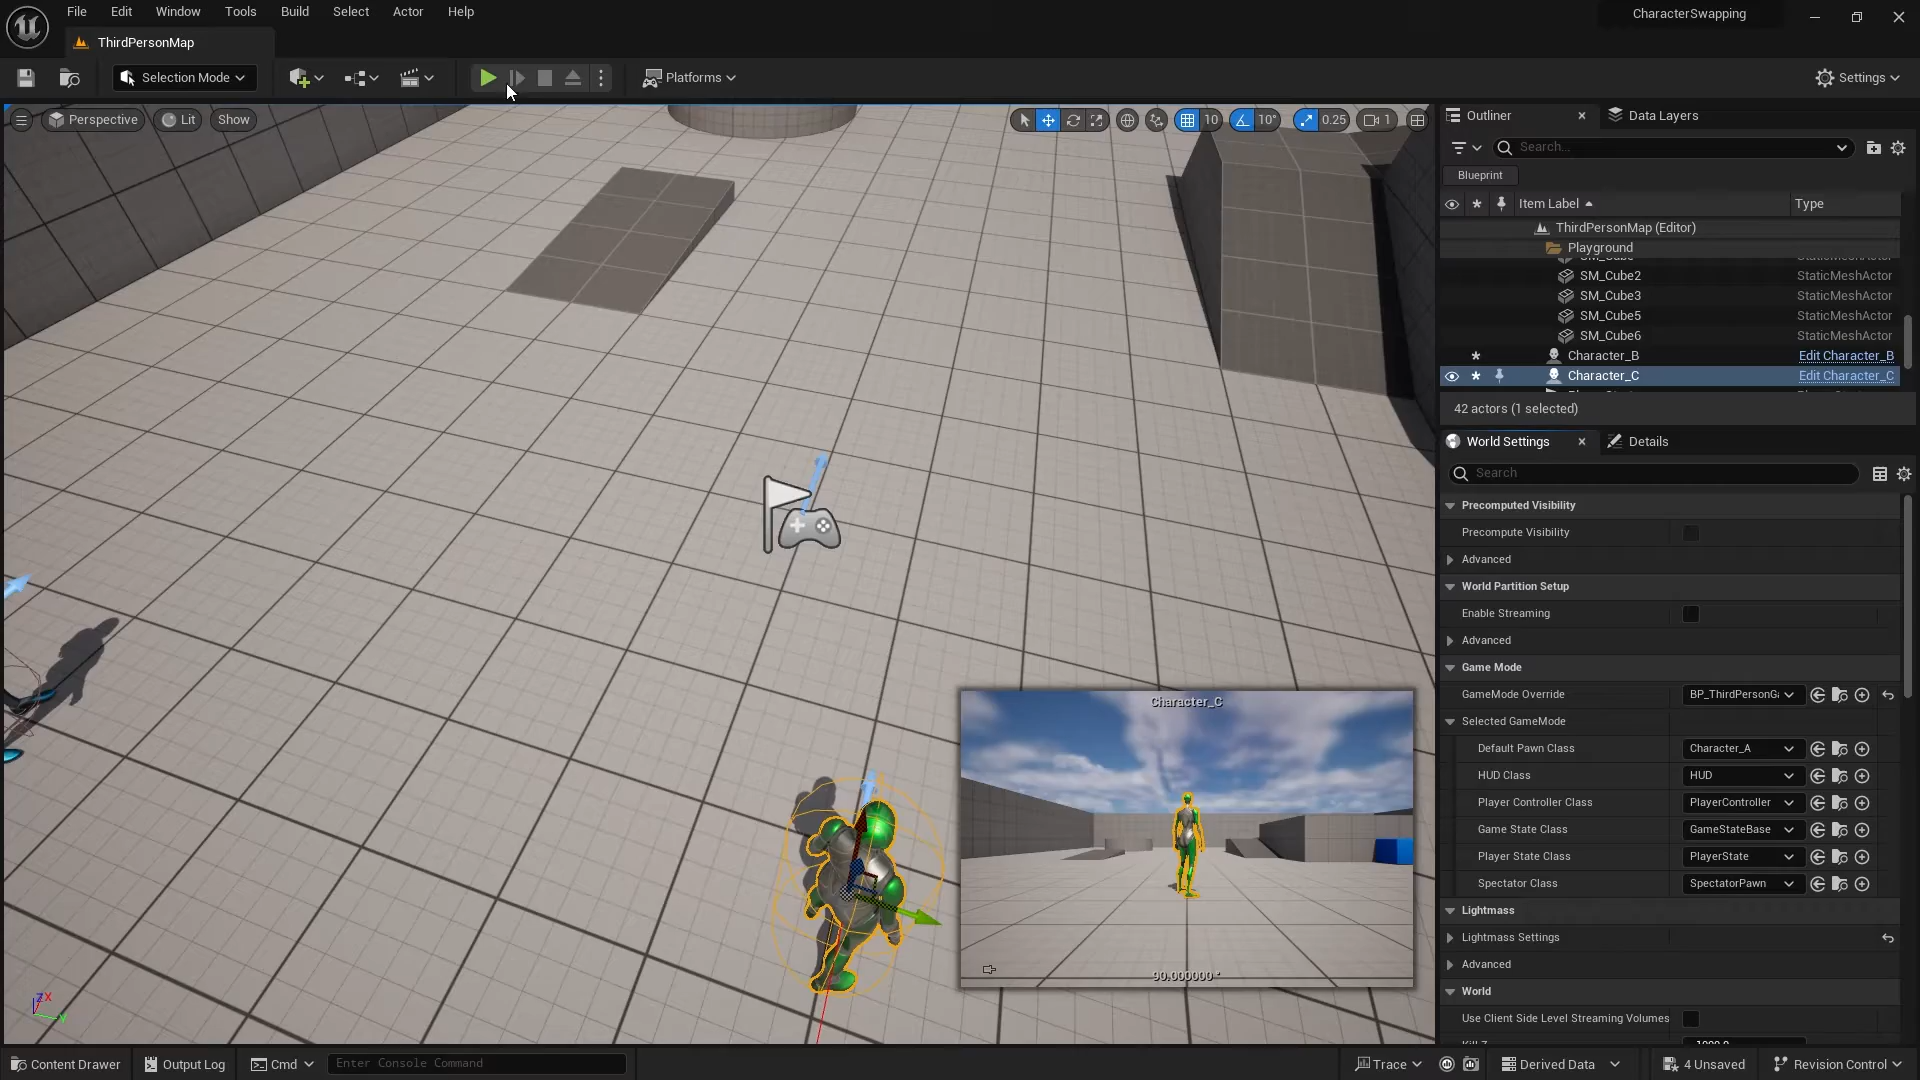 File Edit Window Tools Build Select Actor Help
CharacterSwapping
ThirdPersonMap
Selection Mode
Platforms
Settings
Perspective Lit Show
10 10° 0.25 1
Outliner
Data Layers
Search...
Blueprint
Item Label
Type
ThirdPersonMap (Editor)
Playground
SM_Cube2 StaticMeshActor
SM_Cube3 StaticMeshActor
SM_Cube5 StaticMeshActor
SM_Cube6 StaticMeshActor
Character_B Edit Character_B
Character_C Edit Character_C
42 actors (1 selected)
World Settings
Details
Search
Precomputed Visibility
Precompute Visibility
Advanced
World Partition Setup
Enable Streaming
Advanced
Game Mode
GameMode Override BP_ThirdPersonGa
Selected GameMode
Default Pawn Class Character_A
HUD Class HUD
Player Controller Class PlayerController
Game State Class GameStateBase
Player State Class PlayerState
Spectator Class SpectatorPawn
Lightmass
Lightmass Settings
Advanced
World
Use Client Side Level Streaming Volumes
Character_C
90.000000 °
Z X
Y
Content Drawer
Output Log
Cmd
Enter Console Command
Trace
Derived Data
4 Unsaved
Revision Control